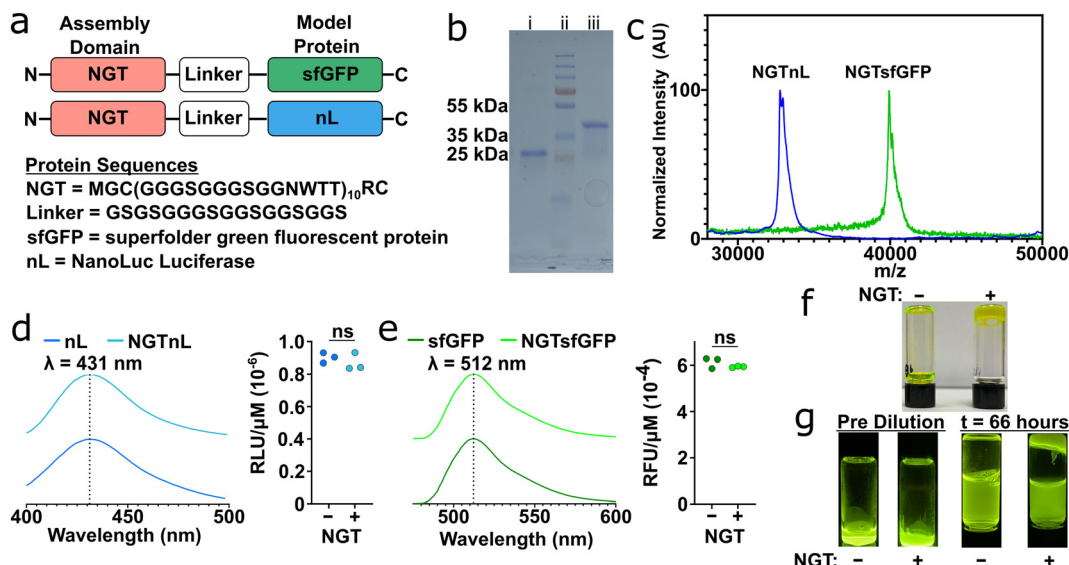 a
Assembly
Domain
Model
Protein
N
NGT
Linker
sfGFP
C
N
NGT
Linker
nL
C
Protein Sequences
NGT = MGC(GGGSGGGSGGNWTT)10RC
Linker = GSGSGGGSGGSGGSGGS
sfGFP = superfolder green fluorescent protein
nL = NanoLuc Luciferase
b
i ii iii
55 kDa
35 kDa
25 kDa
c
Normalized Intensity (AU)
100
0
NGTnL
NGTsfGFP
30000 40000 50000
m/z
d
nL NGTnL
λ = 431 nm
400 450 500
Wavelength (nm)
RLU/µM (10-6)
1.0
0.8
0.6
0.4
0.2
0
ns
− +
NGT
e
sfGFP NGTsfGFP
λ = 512 nm
500 550 600
Wavelength (nm)
RFU/µM (10-4)
6
4
2
0
ns
− +
NGT
f
NGT: − +
g
Pre Dilution t = 66 hours
NGT: − + − +